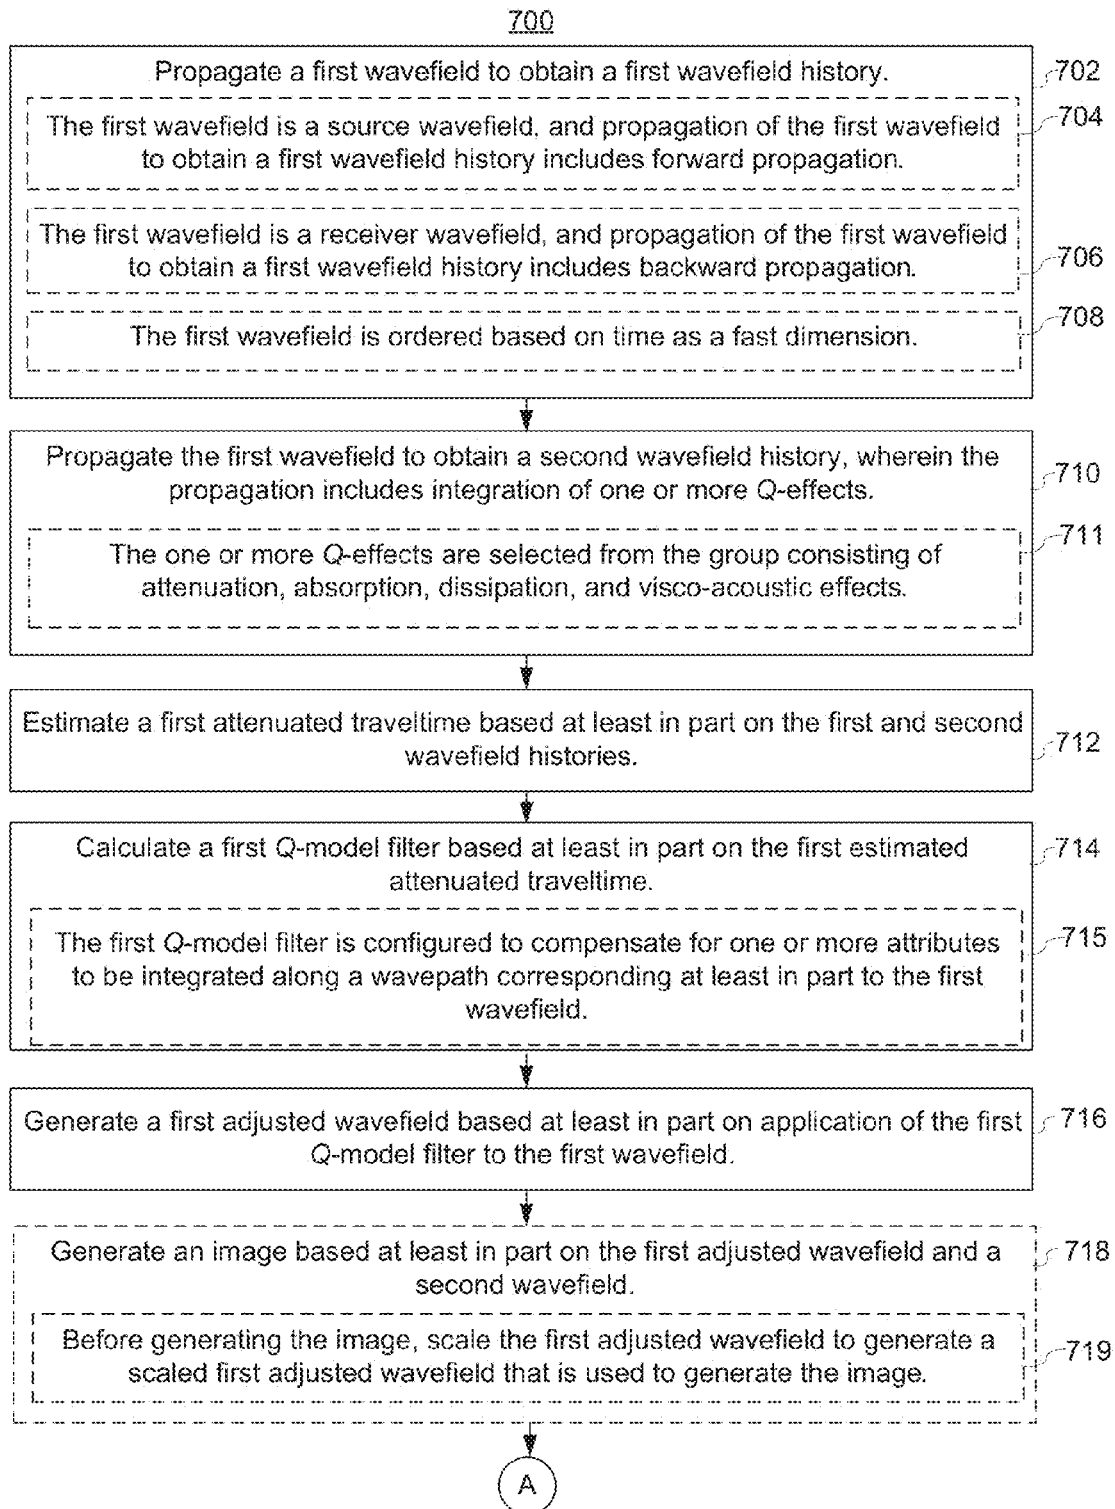 700
Propagate a first wavefield to obtain a first wavefield history.
702
The first wavefield is a source wavefield, and propagation of the first wavefield
to obtain a first wavefield history includes forward propagation.
704
The first wavefield is a receiver wavefield, and propagation of the first wavefield
to obtain a first wavefield history includes backward propagation.
706
The first wavefield is ordered based on time as a fast dimension.
708
Propagate the first wavefield to obtain a second wavefield history, wherein the
propagation includes integration of one or more Q-effects.
710
The one or more Q-effects are selected from the group consisting of
attenuation, absorption, dissipation, and visco-acoustic effects.
711
Estimate a first attenuated traveltime based at least in part on the first and second
wavefield histories.
712
Calculate a first Q-model filter based at least in part on the first estimated
attenuated traveltime.
714
The first Q-model filter is configured to compensate for one or more attributes
to be integrated along a wavepath corresponding at least in part to the first
wavefield.
715
Generate a first adjusted wavefield based at least in part on application of the first
Q-model filter to the first wavefield.
716
Generate an image based at least in part on the first adjusted wavefield and a
second wavefield.
718
Before generating the image, scale the first adjusted wavefield to generate a
scaled first adjusted wavefield that is used to generate the image.
719
A